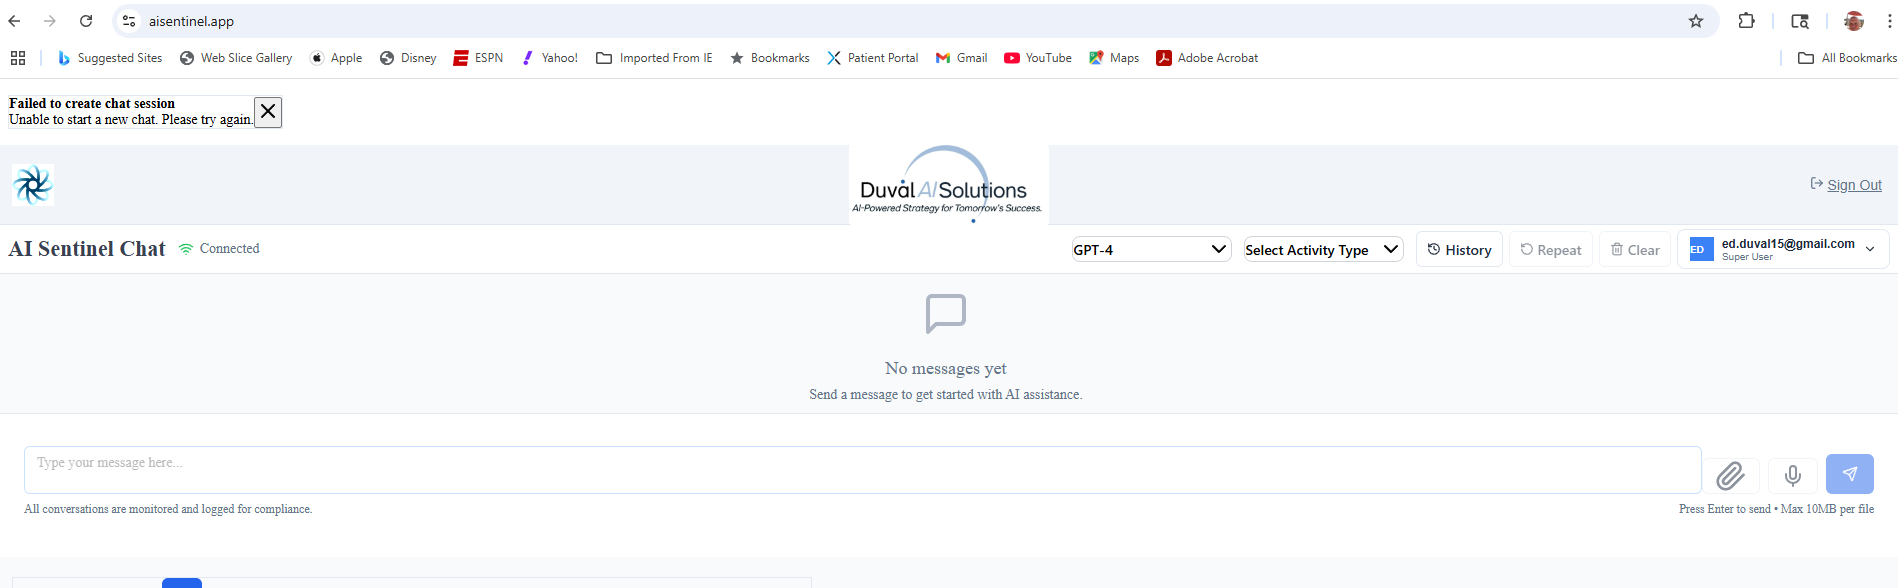 aisentinel.app
Suggested Sites Web Slice Gallery Apple Disney ESPN Yahoo! Imported From IE Bookmarks Patient Portal Gmail YouTube Maps Adobe Acrobat All Bookmarks
Failed to create chat session
Unable to start a new chat. Please try again.
Duval AI Solutions
AI-Powered Strategy for Tomorrow's Success.
Sign Out
AI Sentinel Chat Connected GPT-4 Select Activity Type History Repeat Clear ED ed.duval15@gmail.com
Super User
No messages yet
Send a message to get started with AI assistance.
Type your message here...
All conversations are monitored and logged for compliance. Press Enter to send • Max 10MB per file